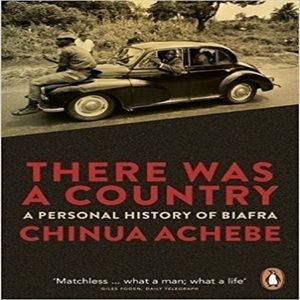 THERE WAS
A COUNTRY
A PERSONAL HISTORY OF BIAFRA
CHINUA ACHEBE
'Matchless ... what a man; what a life'
GILES FODEN, DAILY TELEGRAPH